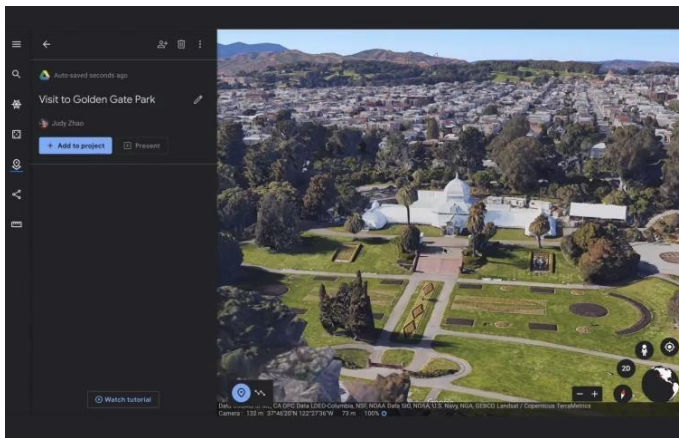 Auto-saved seconds ago
Visit to Golden Gate Park
Judy Zhao
+ Add to project
Present
Watch tutorial
2D
- +
CA OPC Data LDEO-Columbia, NSF, NOAA Data SIO, NOAA, U.S. Navy, NGA, GEBCO Landsat / Copernicus TerraMetrics
Camera : 133 m 37°46'20"N 122°27'36"W 73 m 100%